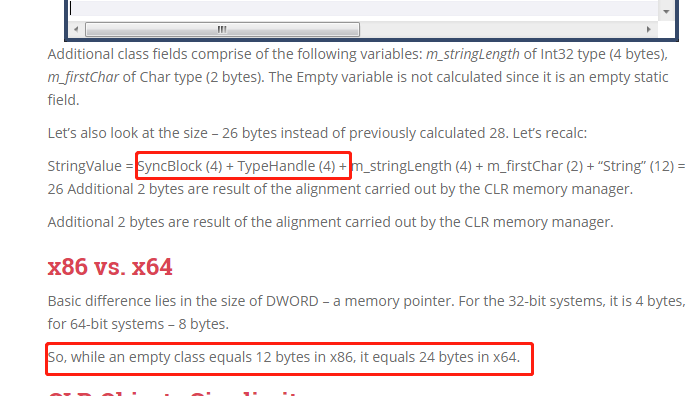 Additional class fields comprise of the following variables: m_stringLength of Int32 type (4 bytes),
m_firstChar of Char type (2 bytes). The Empty variable is not calculated since it is an empty static
field.
Let’s also look at the size – 26 bytes instead of previously calculated 28. Let’s recalc:
StringValue = SyncBlock (4) + TypeHandle (4) + m_stringLength (4) + m_firstChar (2) + “String” (12) =
26 Additional 2 bytes are result of the alignment carried out by the CLR memory manager.
Additional 2 bytes are result of the alignment carried out by the CLR memory manager.
x86 vs. x64
Basic difference lies in the size of DWORD – a memory pointer. For the 32-bit systems, it is 4 bytes,
for 64-bit systems – 8 bytes.
So, while an empty class equals 12 bytes in x86, it equals 24 bytes in x64.